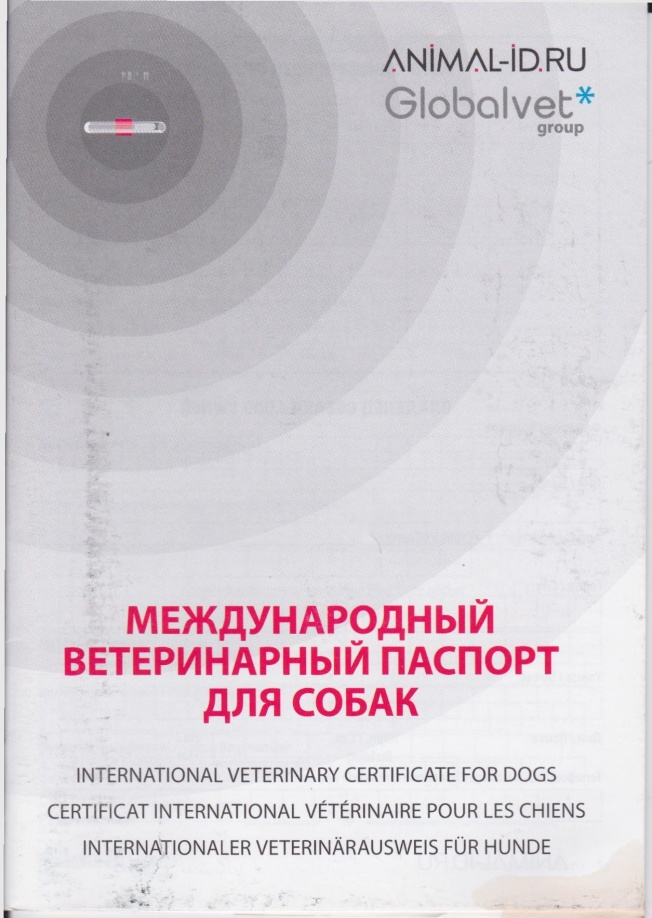 ANIMAL-ID.RU
Globalvet*
group
МЕЖДУНАРОДНЫЙ
ВЕТЕРИНАРНЫЙ ПАСПОРТ
ДЛЯ СОБАК
INTERNATIONAL VETERINARY CERTIFICATE FOR DOGS
CERTIFICAT INTERNATIONAL VÉTÉRINAIRE POUR LES CHIENS
INTERNATIONALER VETERINÄRAUSWEIS FÜR HUNDE